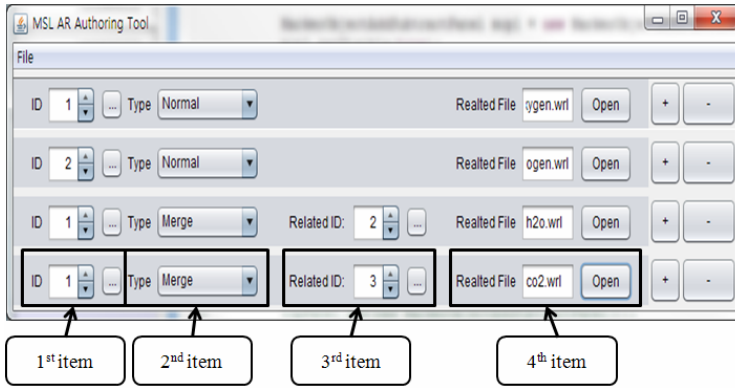 MSL AR Authoring Tool
File
ID 1 ... Type Normal Realted File ygen.wrl Open + -
ID 2 ... Type Normal Realted File ogen.wrl Open + -
ID 1 ... Type Merge Related ID: 2 ... Realted File h2o.wrl Open + -
ID 1 ... Type Merge Related ID: 3 ... Realted File co2.wrl Open + -
1st item 2nd item 3rd item 4th item